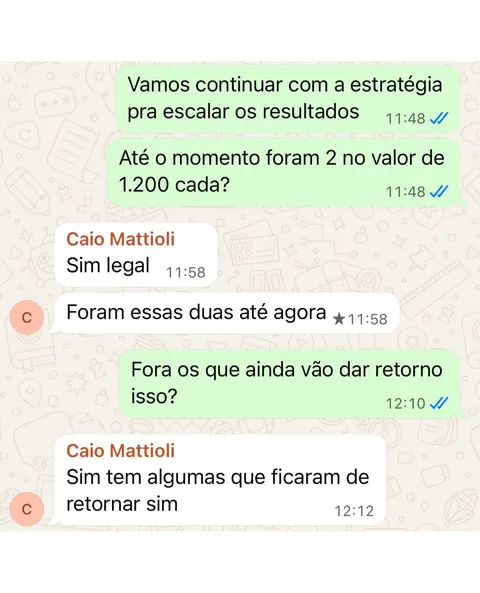 Vamos continuar com a estratégia
pra escalar os resultados 11:48
Até o momento foram 2 no valor de
1.200 cada? 11:48
Caio Mattioli
Sim legal 11:58
C
Foram essas duas até agora 11:58
Fora os que ainda vão dar retorno
isso? 12:10
Caio Mattioli
Sim tem algumas que ficaram de
C
retornar sim 12:12